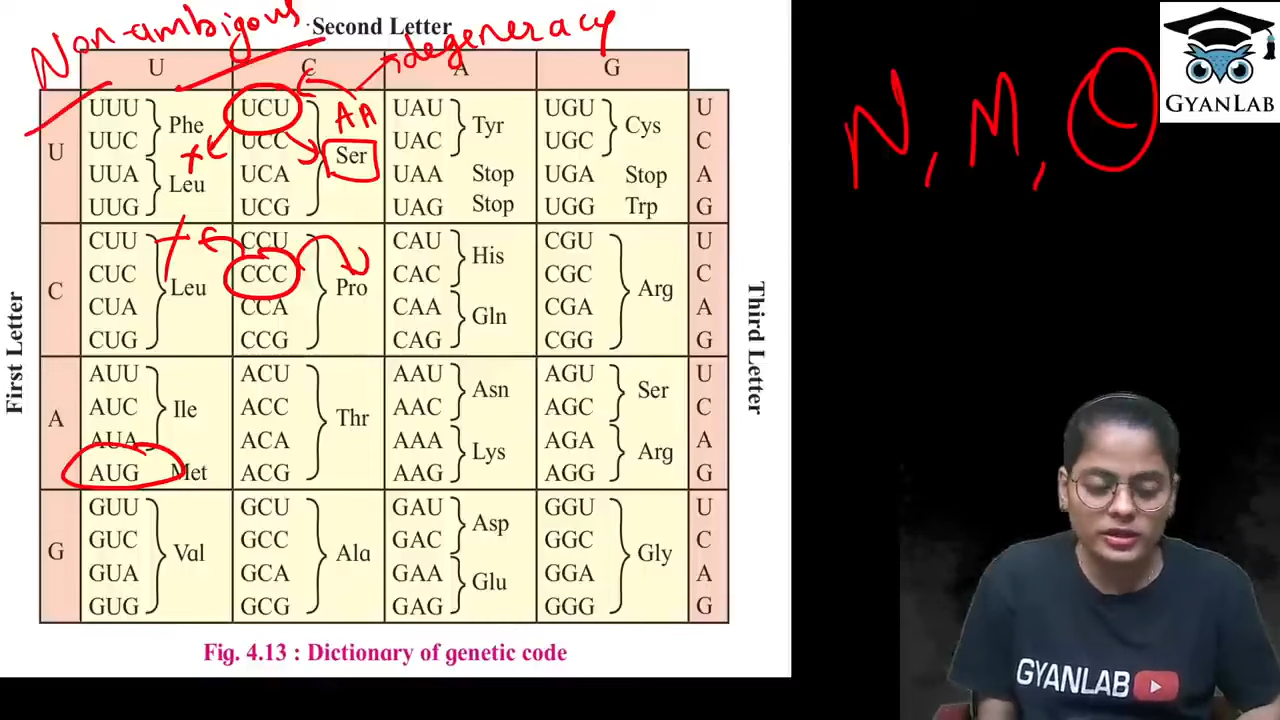 Non-ambigous
Second Letter
degeneracy
U C A G
N, M, O
GYANLAB
First Letter
Third Letter
U
UUU UCU AA UAU UGU U
UUC Phe UCC Ser UAC Tyr UGC Cys C
UUA UCA UAA Stop UGA Stop A
UUG Leu UCG UAG Stop UGG Trp G
C
CUU CCU CAU CGU U
CUC CCC CAC His CGC C
CUA Leu CCA Pro CAA CGA Arg A
CUG CCG CAG Gln CGG G
A
AUU ACU AAU AGU U
AUC Ile ACC AAC Asn AGC Ser C
AUA ACA Thr AAA AGA A
AUG Met ACG AAG Lys AGG Arg G
G
GUU GCU GAU GGU U
GUC GCC GAC Asp GGC C
GUA Val GCA Ala GAA GGA Gly A
GUG GCG GAG Glu GGG G
Fig. 4.13 : Dictionary of genetic code
GYANLAB